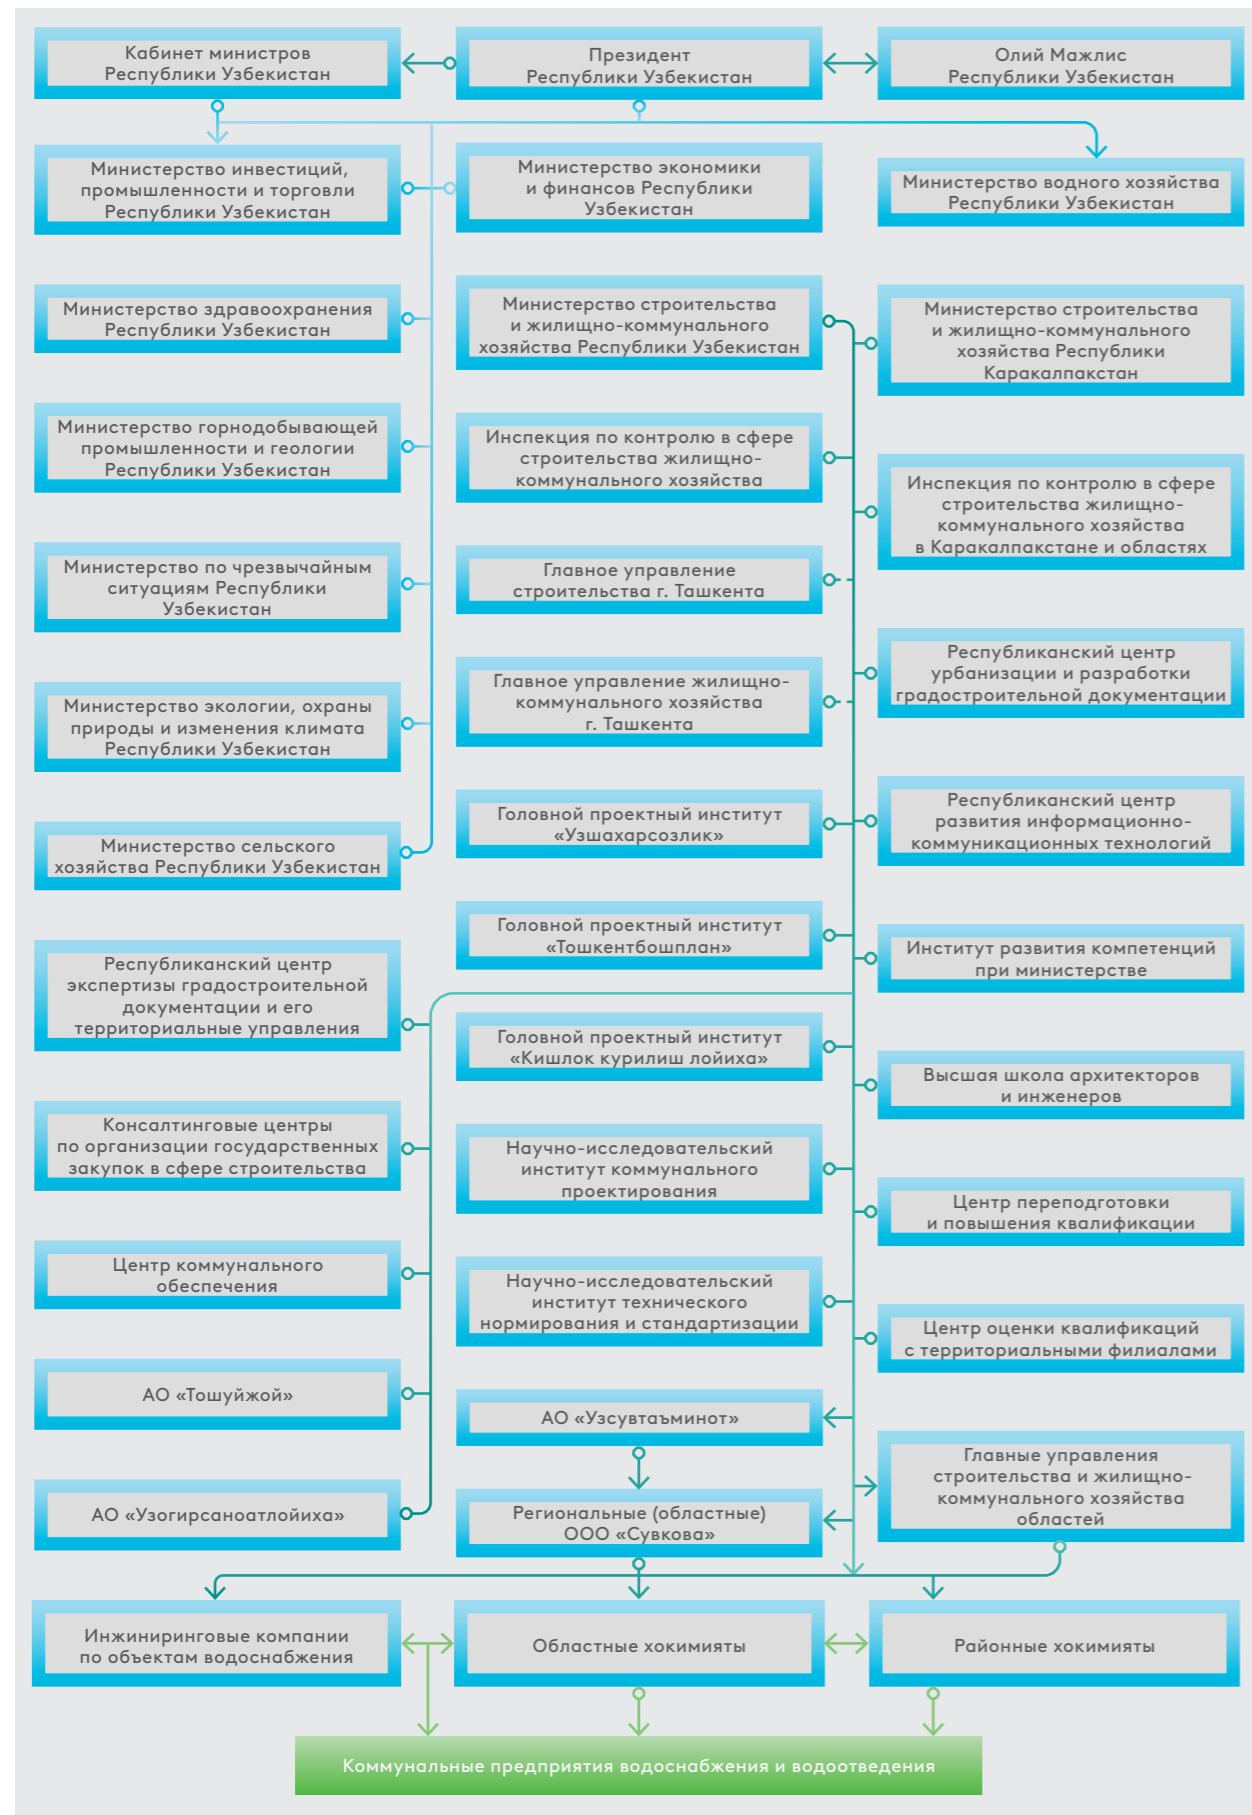 Кабинет министров
Республики Узбекистан
Президент
Республики Узбекистан
Олий Мажлис
Республики Узбекистан
Министерство инвестиций,
промышленности и торговли
Республики Узбекистан
Министерство экономики
и финансов Республики
Узбекистан
Министерство водного хозяйства
Республики Узбекистан
Министерство здравоохранения
Республики Узбекистан
Министерство строительства
и жилищно-коммунального
хозяйства Республики Узбекистан
Министерство строительства
и жилищно-коммунального
хозяйства Республики
Каракалпакстан
Министерство горнодобывающей
промышленности и геологии
Республики Узбекистан
Инспекция по контролю в сфере
строительства жилищно-
коммунального хозяйства
Инспекция по контролю в сфере
строительства жилищно-
коммунального хозяйства
в Каракалпакстане и областях
Министерство по чрезвычайным
ситуациям Республики
Узбекистан
Главное управление
строительства г. Ташкента
Республиканский центр
урбанизации и разработки
градостроительной документации
Министерство экологии, охраны
природы и изменения климата
Республики Узбекистан
Главное управление жилищно-
коммунального хозяйства
г. Ташкента
Республиканский центр
развития информационно-
коммуникационных технологий
Министерство сельского
хозяйства Республики Узбекистан
Головной проектный институт
«Узшахарсозлик»
Головной проектный институт
«Тошкентбошплан»
Институт развития компетенций
при министерстве
Республиканский центр
экспертизы градостроительной
документации и его
территориальные управления
Головной проектный институт
«Кишлок курилиш лойиха»
Высшая школа архитекторов
и инженеров
Консалтинговые центры
по организации государственных
закупок в сфере строительства
Научно-исследовательский
институт коммунального
проектирования
Центр переподготовки
и повышения квалификации
Центр коммунального
обеспечения
Научно-исследовательский
институт технического
нормирования и стандартизации
Центр оценки квалификаций
с территориальными филиалами
АО «Тошуйжой»
АО «Узсувтаъминот»
Главные управления
строительства и жилищно-
коммунального хозяйства
областей
АО «Узогирсаноатлойиха»
Региональные (областные)
ООО «Сувкова»
Инжиниринговые компании
по объектам водоснабжения
Областные хокимияты
Районные хокимияты
Коммунальные предприятия водоснабжения и водоотведения